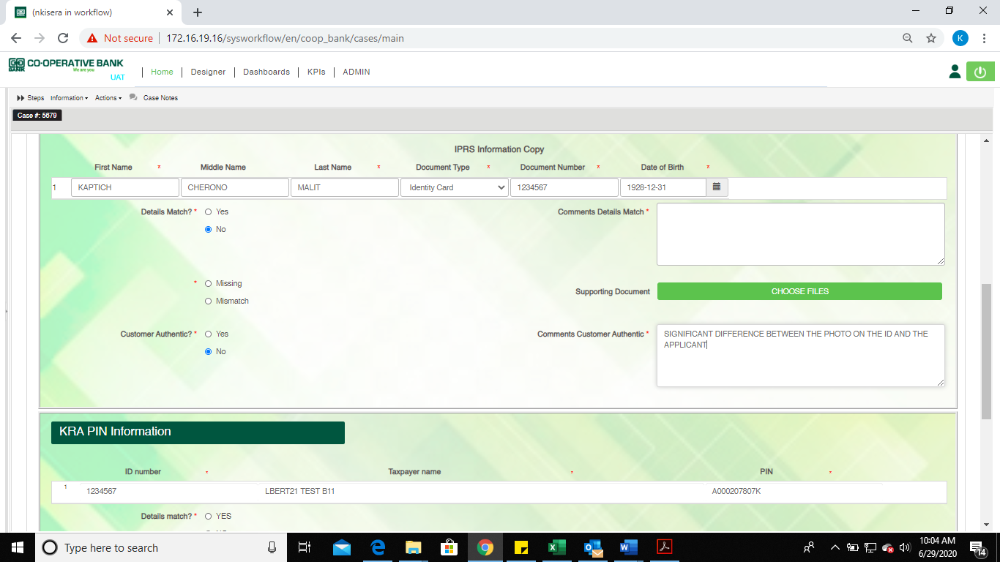 (nkisera in workflow)
Not secure
172.16.19.16/sysworkflow/en/coop_bank/cases/main
K
CO-OPERATIVE BANK
We are you
UAT
Home
Designer
Dashboards
KPIs
ADMIN
Steps
Information
Actions
Case Notes
Case #: 5679
IPRS Information Copy
First Name *
Middle Name
Last Name *
Document Type *
Document Number *
Date of Birth *
1
KAPTICH
CHERONO
MALIT
Identity Card
1234567
1928-12-31
Details Match? *
Yes
No
Comments Details Match *
* Missing
Mismatch
Supporting Document
CHOOSE FILES
Customer Authentic? *
Yes
No
Comments Customer Authentic *
SIGNIFICANT DIFFERENCE BETWEEN THE PHOTO ON THE ID AND THE
APPLICANT
KRA PIN Information
ID number *
Taxpayer name *
PIN *
1
1234567
LBERT21 TEST B11
A000207807K
Details match? *
YES
Type here to search
10:04 AM
6/29/2020
14